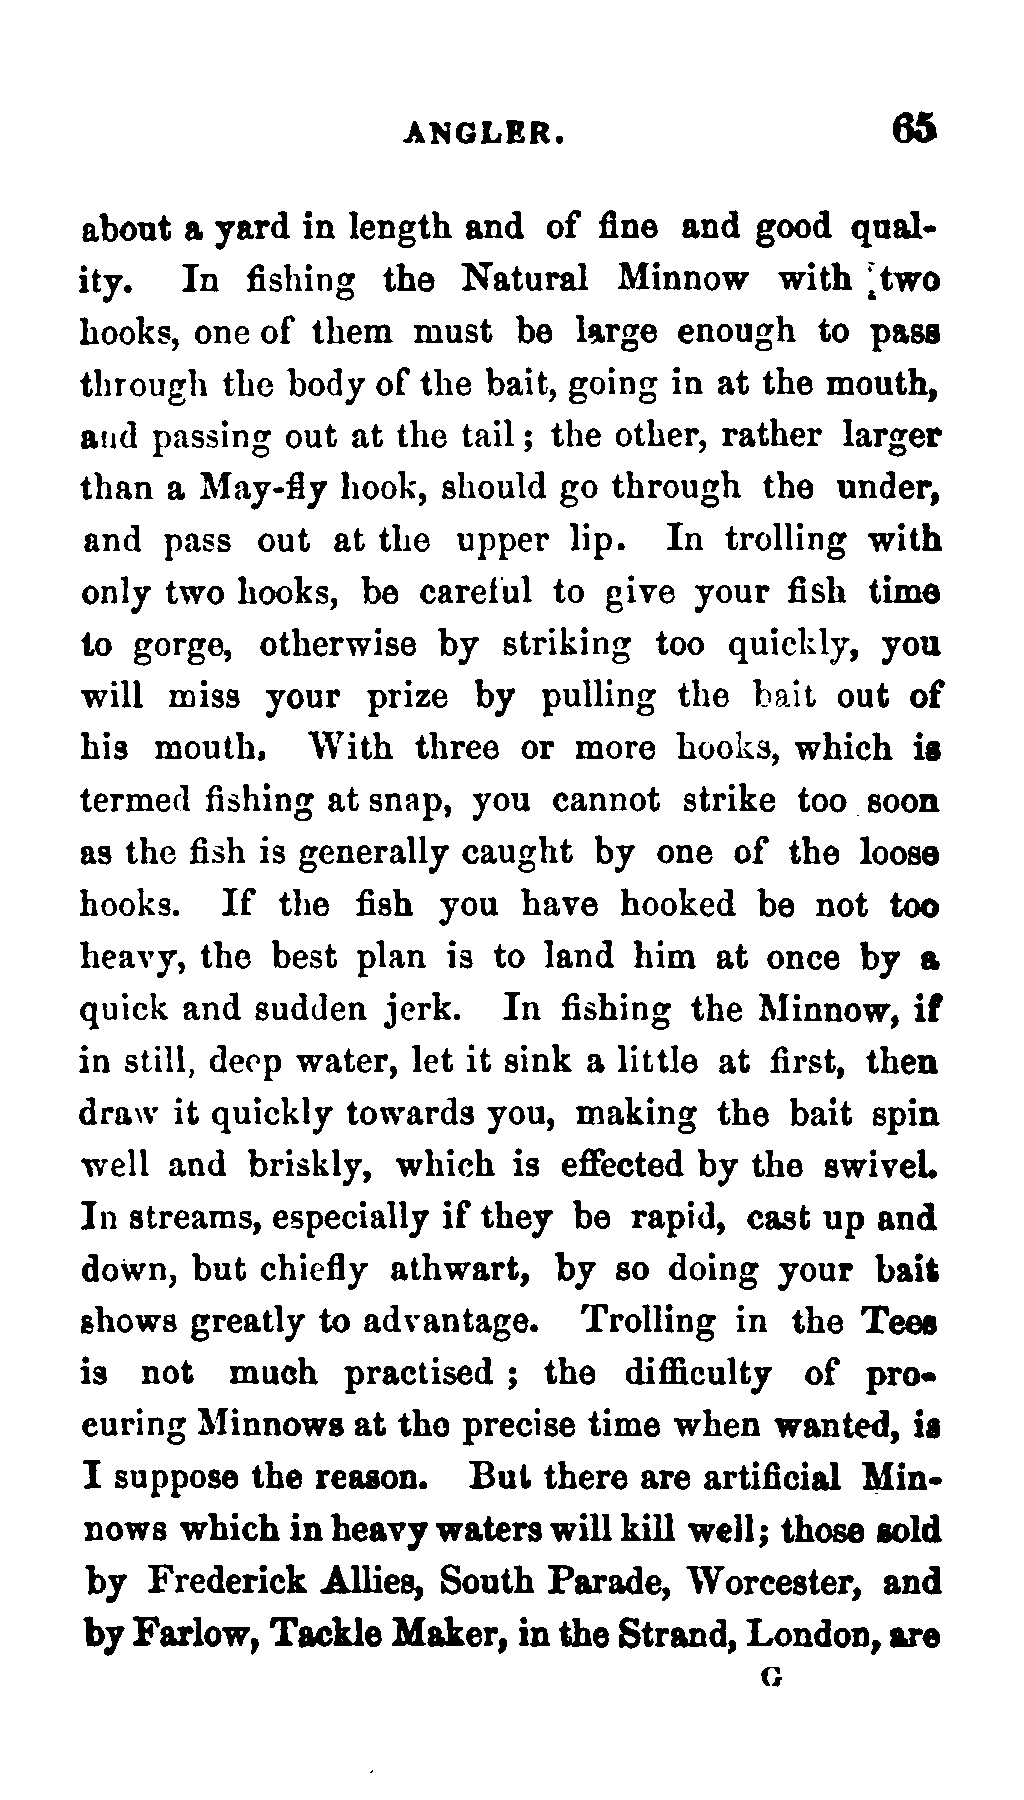 ANGLER. 65
about a yard in length and of fine and good qual-
ity. In fishing the Natural Minnow with two
hooks, one of them must be large enough to pass
through the body of the bait, going in at the mouth,
and passing out at the tail; the other, rather larger
than a May-fly hook, should go through the under,
and pass out at the upper lip. In trolling with
only two hooks, be careful to give your fish time
to gorge, otherwise by striking too quickly, you
will miss your prize by pulling the bait out of
his mouth. With three or more hooks, which is
termed fishing at snap, you cannot strike too soon
as the fish is generally caught by one of the loose
hooks. If the fish you have hooked be not too
heavy, the best plan is to land him at once by a
quick and sudden jerk. In fishing the Minnow, if
in still, deep water, let it sink a little at first, then
draw it quickly towards you, making the bait spin
well and briskly, which is effected by the swivel.
In streams, especially if they be rapid, cast up and
down, but chiefly athwart, by so doing your bait
shows greatly to advantage. Trolling in the Tees
is not much practised; the difficulty of pro-
curing Minnows at the precise time when wanted, is
I suppose the reason. But there are artificial Min-
nows which in heavy waters will kill well; those sold
by Frederick Allies, South Parade, Worcester, and
by Farlow, Tackle Maker, in the Strand, London, are
G